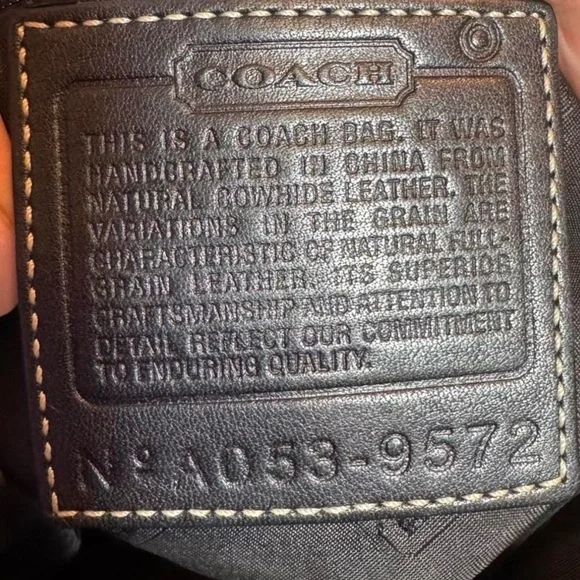 COACH
THIS IS A COACH BAG. IT WAS
HANDCRAFTED IN CHINA FROM
NATURAL COWHIDE LEATHER. THE
VARIATIONS IN THE GRAIN ARE
CHARACTERISTIC OF NATURAL FULL-
GRAIN LEATHER. ITS SUPERIOR
CRAFTSMANSHIP AND ATTENTION TO
DETAIL REFLECT OUR COMMITMENT
TO ENDURING QUALITY.
Nº A053-9572